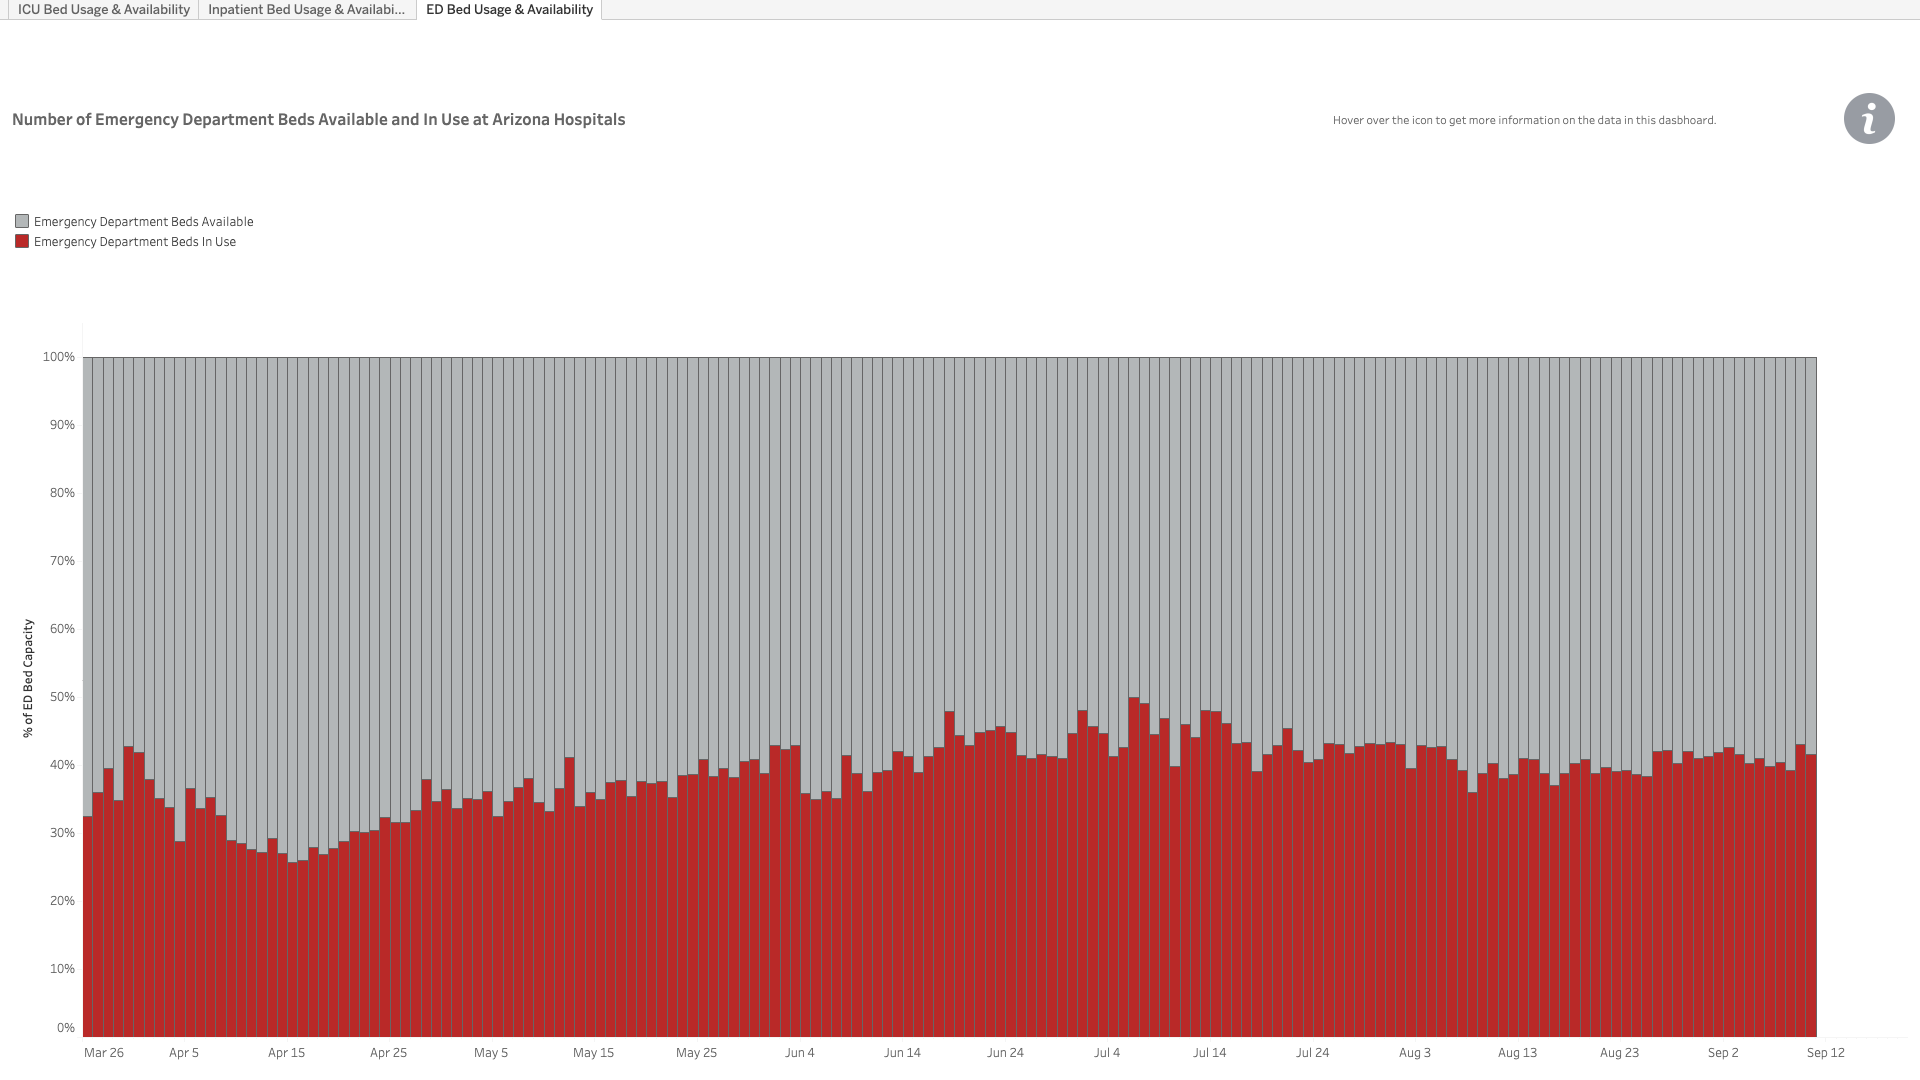 ICU Bed Usage & Availability
Inpatient Bed Usage & Availabi...
ED Bed Usage & Availability
Number of Emergency Department Beds Available and In Use at Arizona Hospitals
Hover over the icon to get more information on the data in this dasbhoard.
i
Emergency Department Beds Available
Emergency Department Beds In Use
% of ED Bed Capacity
100%
90%
80%
70%
60%
50%
40%
30%
20%
10%
0%
Mar 26
Apr 5
Apr 15
Apr 25
May 5
May 15
May 25
Jun 4
Jun 14
Jun 24
Jul 4
Jul 14
Jul 24
Aug 3
Aug 13
Aug 23
Sep 2
Sep 12